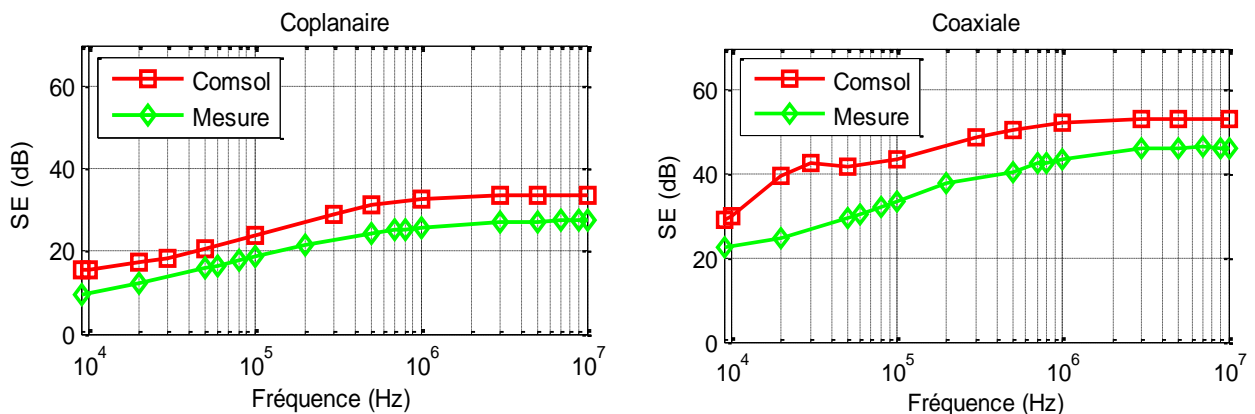 Coplanaire
SE (dB)
60
40
20
0
Comsol
Mesure
10^4
10^5
10^6
10^7
Fréquence (Hz)
Coaxiale
SE (dB)
60
40
20
0
Comsol
Mesure
10^4
10^5
10^6
10^7
Fréquence (Hz)